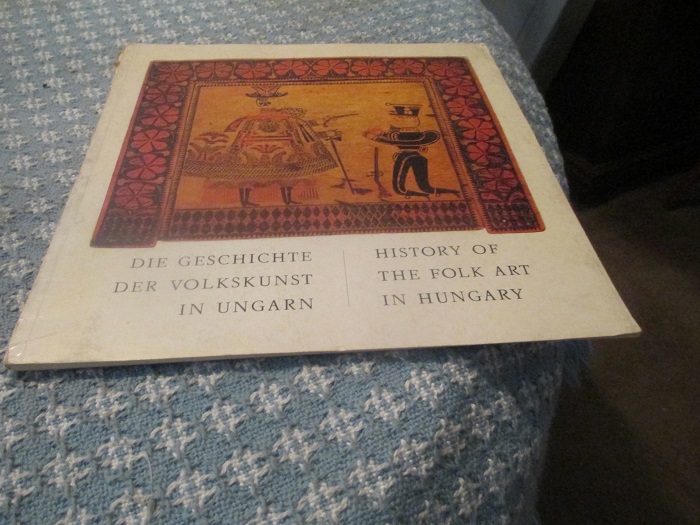 DIE GESCHICHTE
DER VOLKSKUNST
IN UNGARN
HISTORY OF
THE FOLK ART
IN HUNGARY